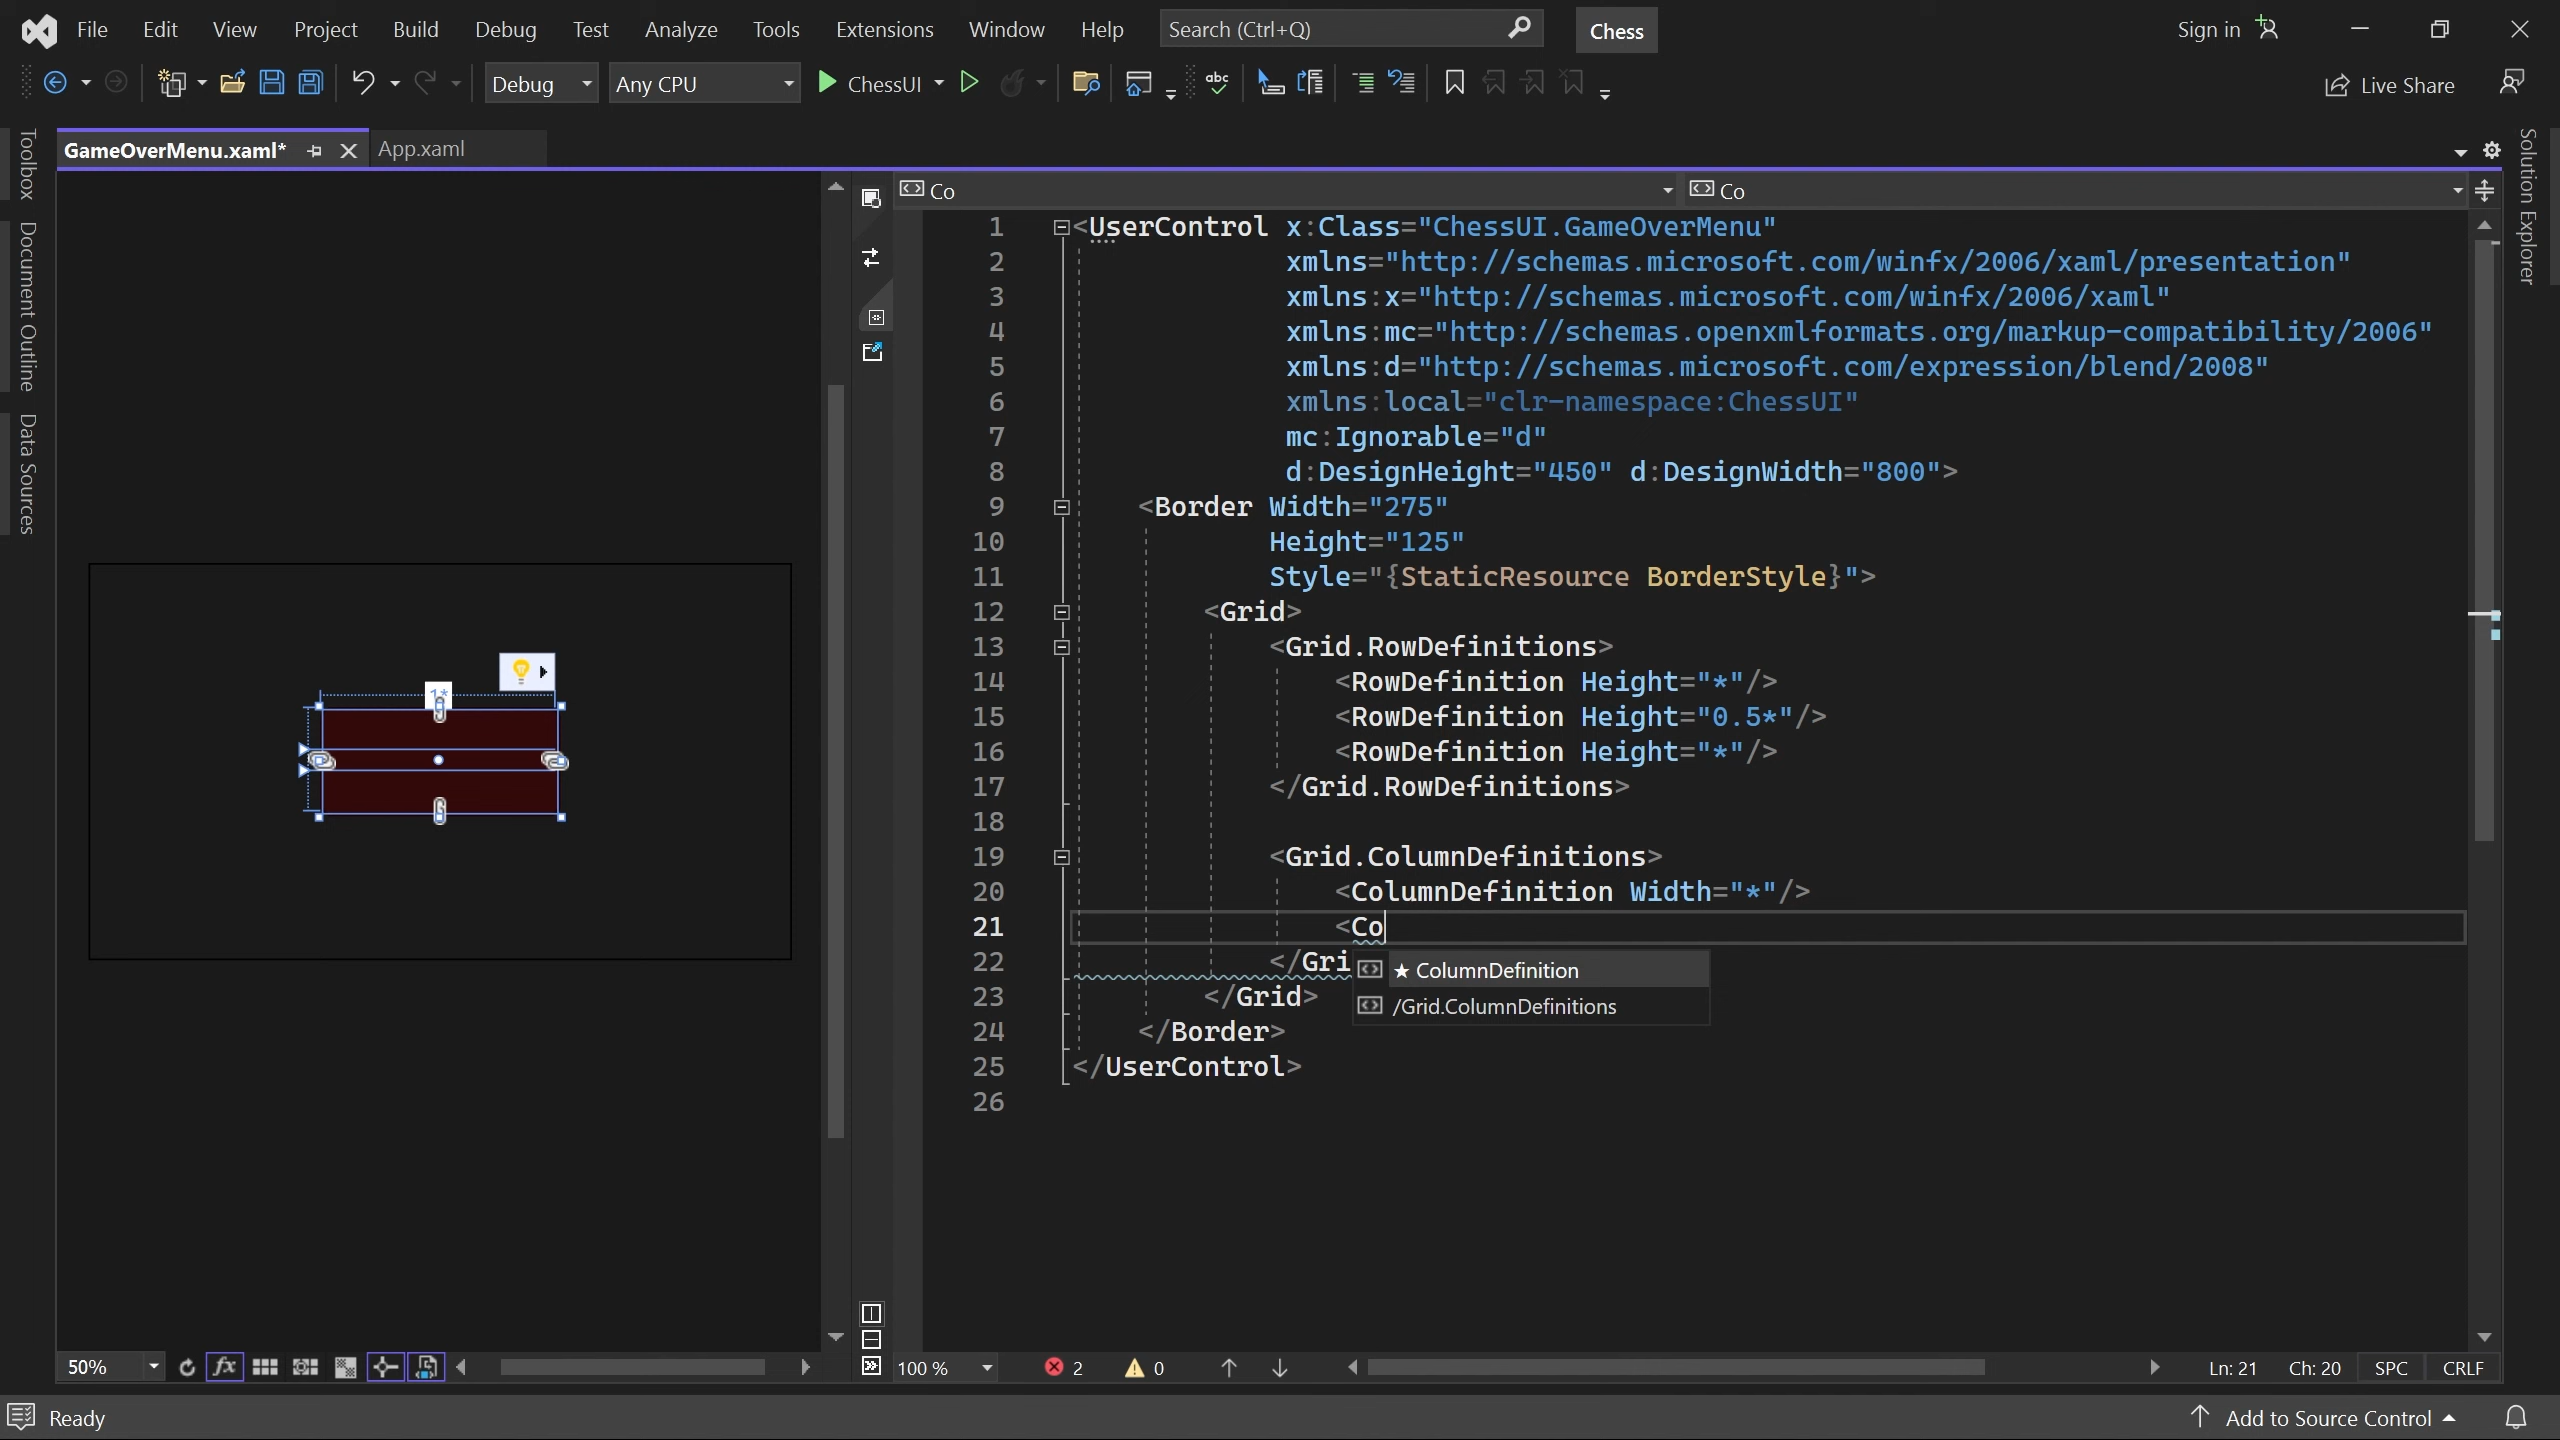 File Edit View Project Build Debug Test Analyze Tools Extensions Window Help Search (Ctrl+Q) Chess Sign in
Debug Any CPU ChessUI abc Live Share
Toolbox
Document Outline
Data Sources
GameOverMenu.xaml* App.xaml
Solution Explorer
Co Co
1 <UserControl x:Class="ChessUI.GameOverMenu"
2 xmlns="http://schemas.microsoft.com/winfx/2006/xaml/presentation"
3 xmlns:x="http://schemas.microsoft.com/winfx/2006/xaml"
4 xmlns:mc="http://schemas.openxmlformats.org/markup-compatibility/2006"
5 xmlns:d="http://schemas.microsoft.com/expression/blend/2008"
6 xmlns:local="clr-namespace:ChessUI"
7 mc:Ignorable="d"
8 d:DesignHeight="450" d:DesignWidth="800">
9 <Border Width="275"
10 Height="125"
11 Style="{StaticResource BorderStyle}">
12 <Grid>
13 <Grid.RowDefinitions>
14 <RowDefinition Height="*"/>
15 <RowDefinition Height="0.5*"/>
16 <RowDefinition Height="*"/>
17 </Grid.RowDefinitions>
18
19 <Grid.ColumnDefinitions>
20 <ColumnDefinition Width="*"/>
21 <Co
22 </Gri
★ ColumnDefinition
/Grid.ColumnDefinitions
23 </Grid>
24 </Border>
25 </UserControl>
26
1*
50% fx 100 % 2 0 Ln: 21 Ch: 20 SPC CRLF
Ready Add to Source Control